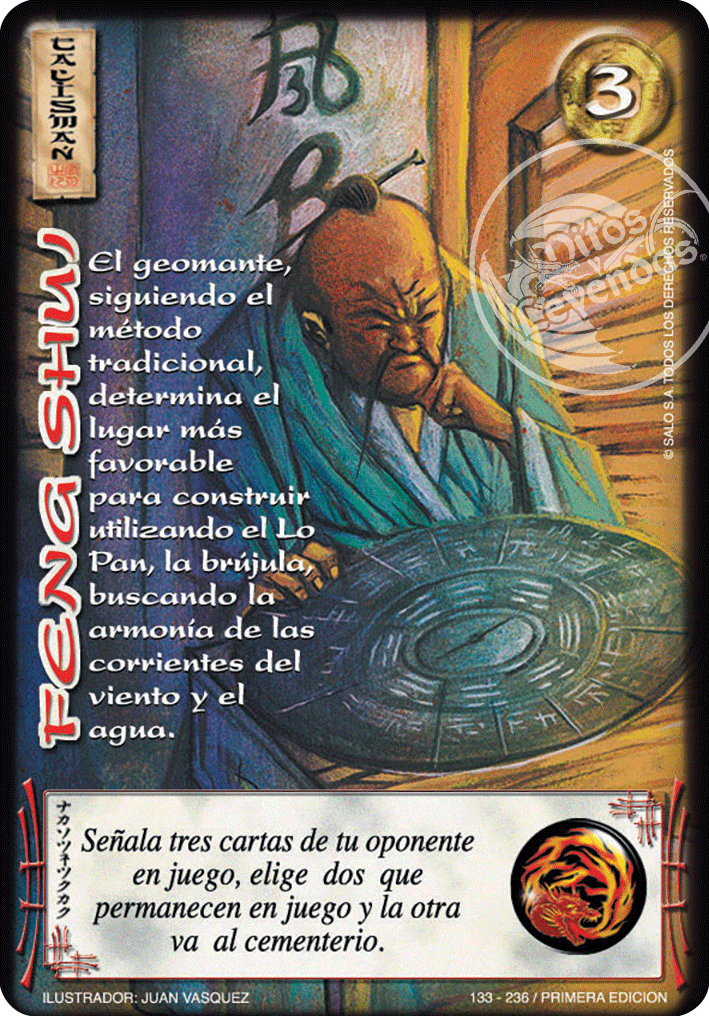 TALISMAN
3
Mitos
y
Leyendas
®
© SALO S.A. TODOS LOS DERECHOS RESERVADOS
FENG SHUI
El geomante,
siguiendo el
método
tradicional,
determina el
lugar más
favorable
para construir
utilizando el Lo
Pan, la brújula,
buscando la
armonía de las
corrientes del
viento y el
agua.
ナカソツネツクカク
Señala tres cartas de tu oponente
en juego, elige dos que
permanecen en juego y la otra
va al cementerio.
ILUSTRADOR: JUAN VASQUEZ
133 - 236 / PRIMERA EDICION